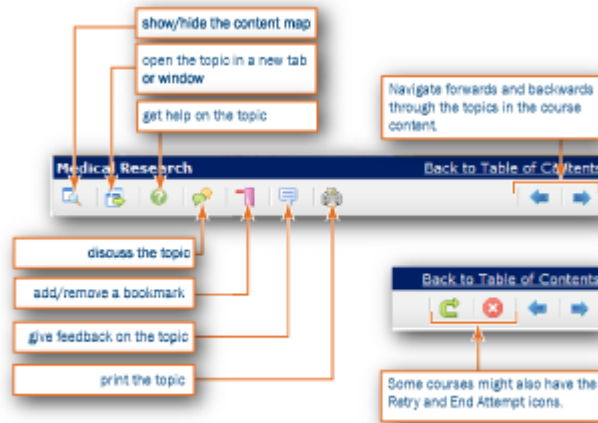 show/hide the content map
open the topic in a new tab
or window
get help on the topic
Navigate forwards and backwards
through the topics in the course
content.
Medical Research
Back to Table of Contents
discuss the topic
add/remove a bookmark
give feedback on the topic
print the topic
Back to Table of Contents
Some courses might also have the
Retry and End Attempt icons.